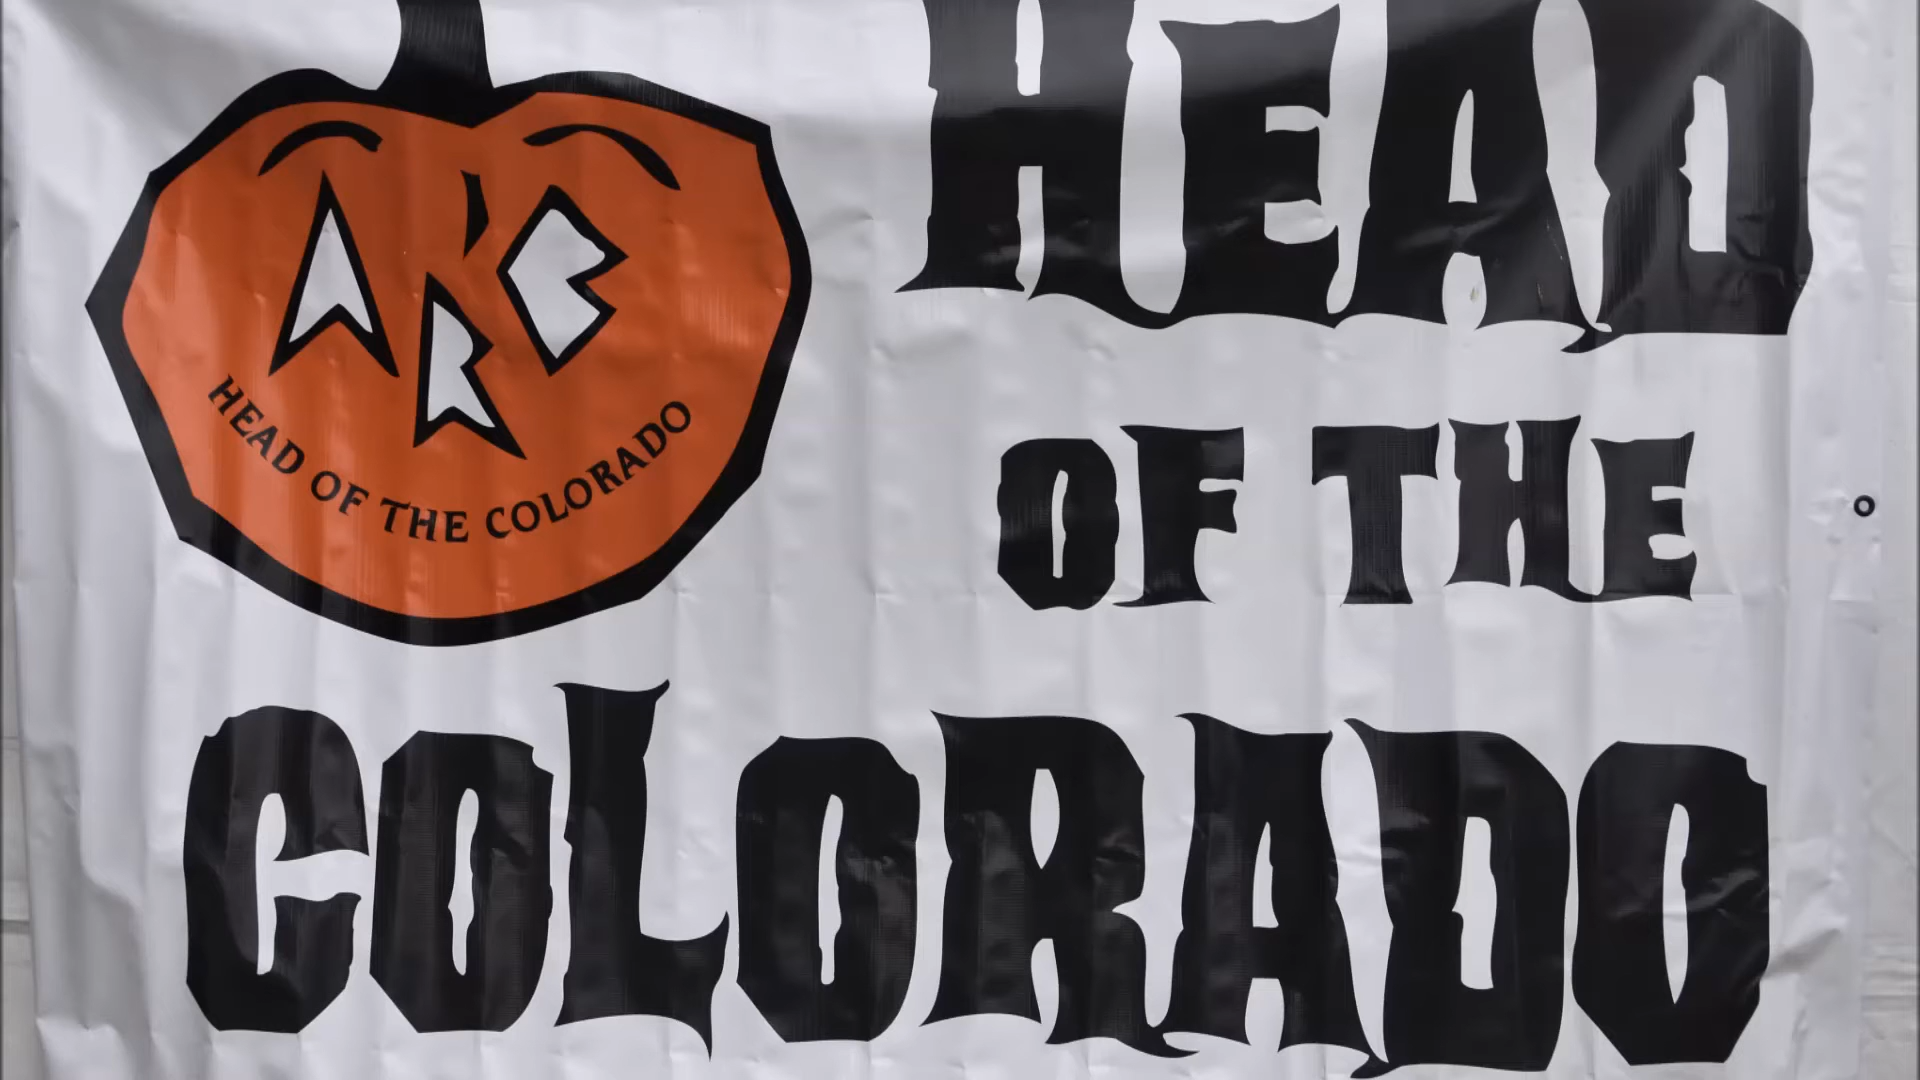 ARC
HEAD OF THE COLORADO
HEAD
OF THE
COLORADO